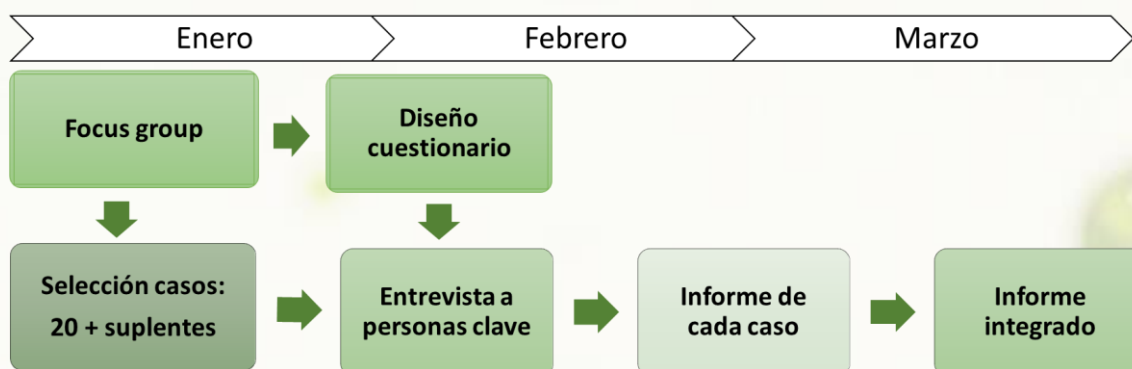 Enero
Febrero
Marzo
Focus group
Diseño
cuestionario
Selección casos:
20 + suplentes
Entrevista a
personas clave
Informe de
cada caso
Informe
integrado